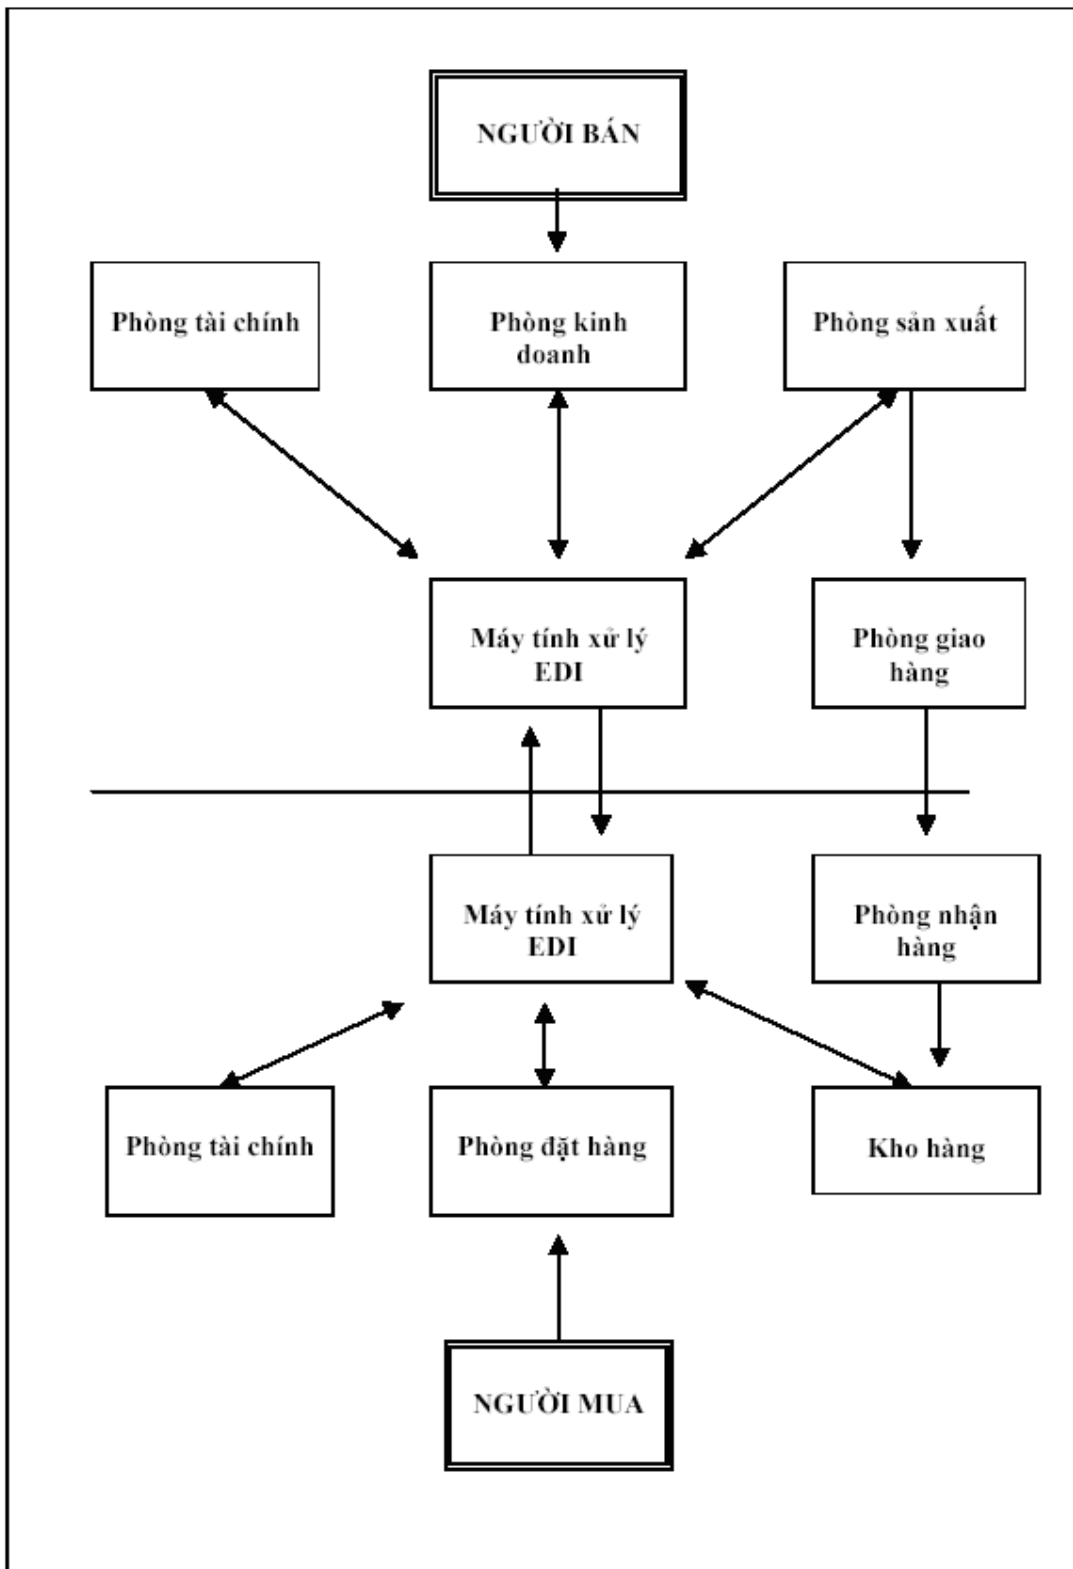 NGƯỜI BÁN
Phòng tài chính
Phòng kinh
doanh
Phòng sản xuất
Máy tính xử lý
EDI
Phòng giao
hàng
Máy tính xử lý
EDI
Phòng nhận
hàng
Phòng tài chính
Phòng đặt hàng
Kho hàng
NGƯỜI MUA